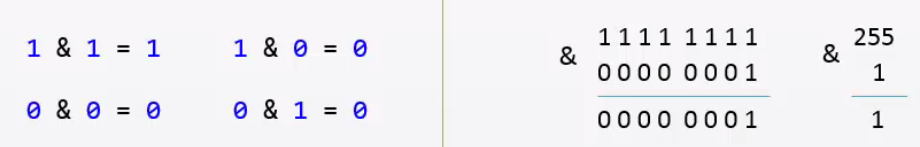 1 & 1 = 1
1 & 0 = 0
0 & 0 = 0
0 & 1 = 0
& 1111 1111
0000 0001
0000 0001
& 255
1
1